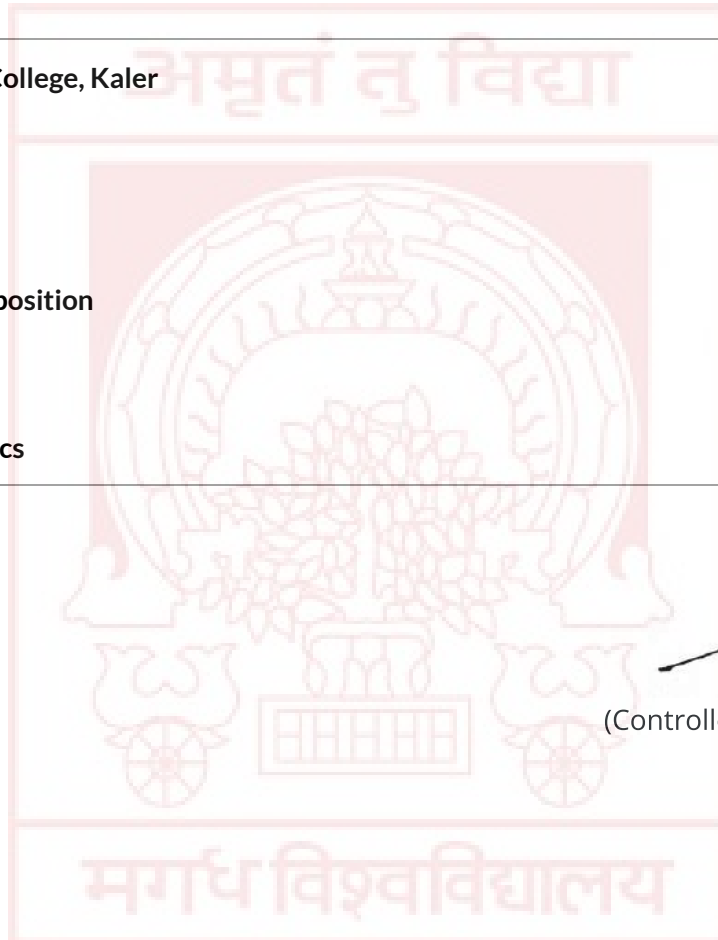 अमृतं तु विद्या
College, Kaler
position
cs
(Controll
मगध विश्वविद्यालय